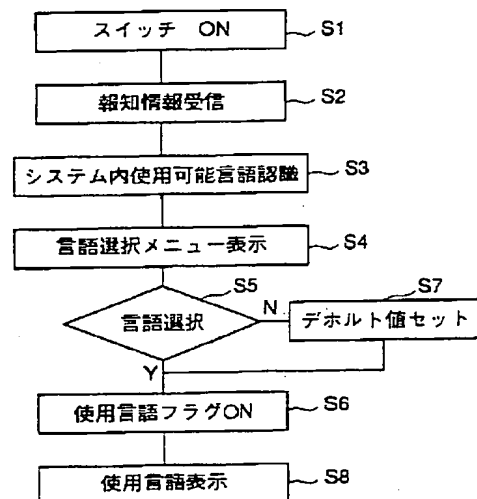 スイッチ ON
S1
報知情報受信
S2
システム内使用可能言語認識
S3
言語選択メニュー表示
S4
S5
言語選択
N
S7
デホルト値セット
Y
使用言語フラグON
S6
使用言語表示
S8